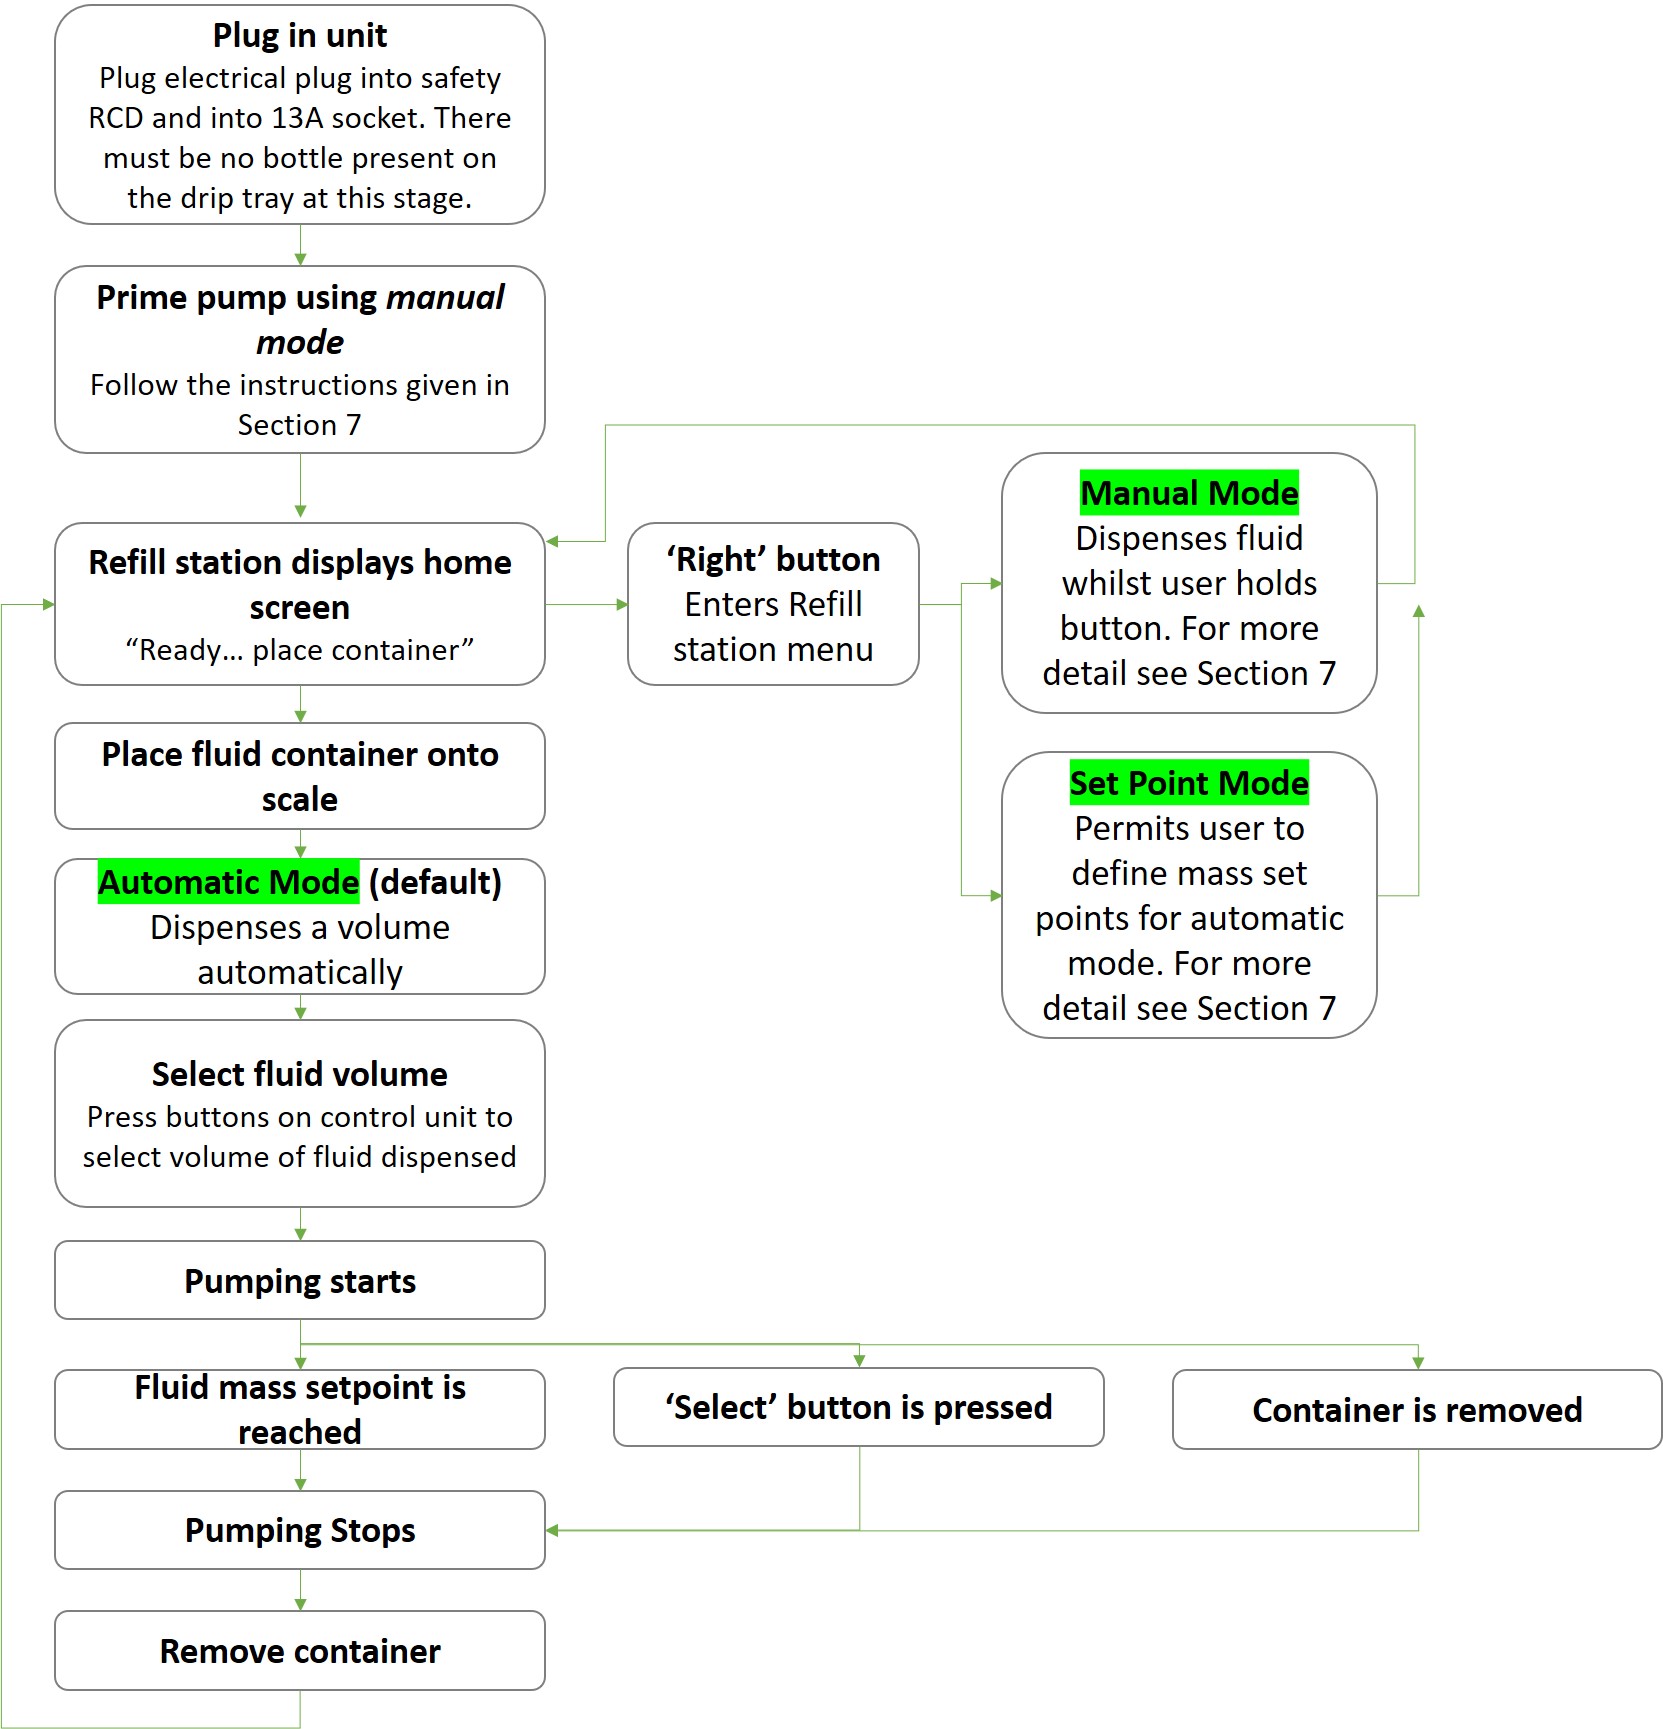 Plug in unit
Plug electrical plug into safety
RCD and into 13A socket. There
must be no bottle present on
the drip tray at this stage.
Prime pump using manual
mode
Follow the instructions given in
Section 7
Refill station displays home
screen
“Ready... place container”
‘Right’ button
Enters Refill
station menu
Manual Mode
Dispenses fluid
whilst user holds
button. For more
detail see Section 7
Set Point Mode
Permits user to
define mass set
points for automatic
mode. For more
detail see Section 7
Place fluid container onto
scale
Automatic Mode (default)
Dispenses a volume
automatically
Select fluid volume
Press buttons on control unit to
select volume of fluid dispensed
Pumping starts
Fluid mass setpoint is
reached
‘Select’ button is pressed
Container is removed
Pumping Stops
Remove container